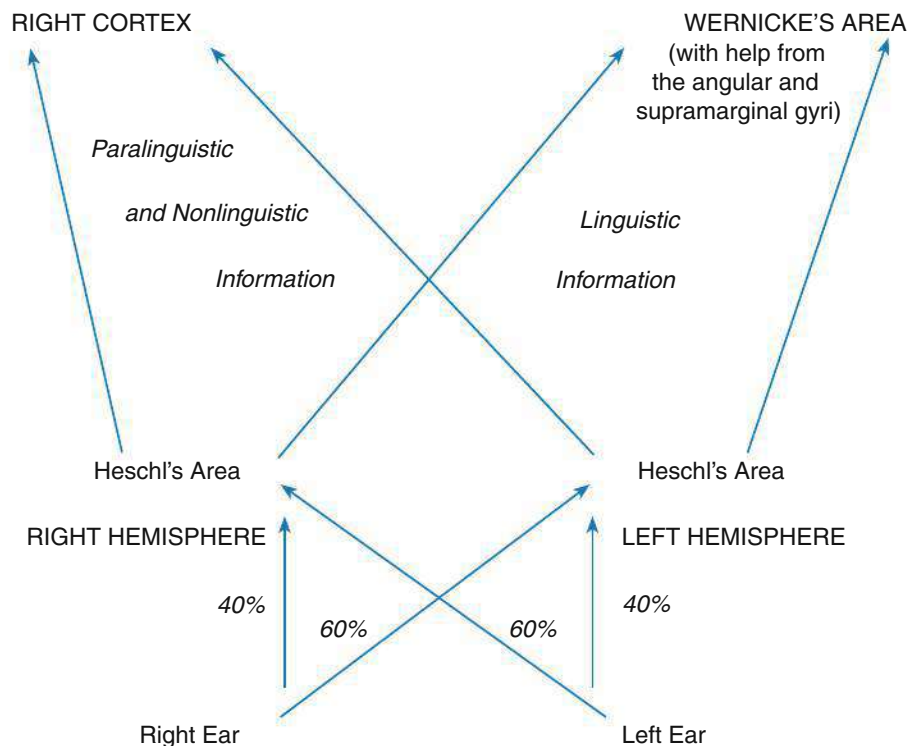 RIGHT CORTEX
WERNICKE'S AREA
(with help from
the angular and
supramarginal gyri)
Paralinguistic
and Nonlinguistic
Information
Linguistic
Information
Heschl's Area
Heschl's Area
RIGHT HEMISPHERE
LEFT HEMISPHERE
40%
60%
60%
40%
Right Ear
Left Ear